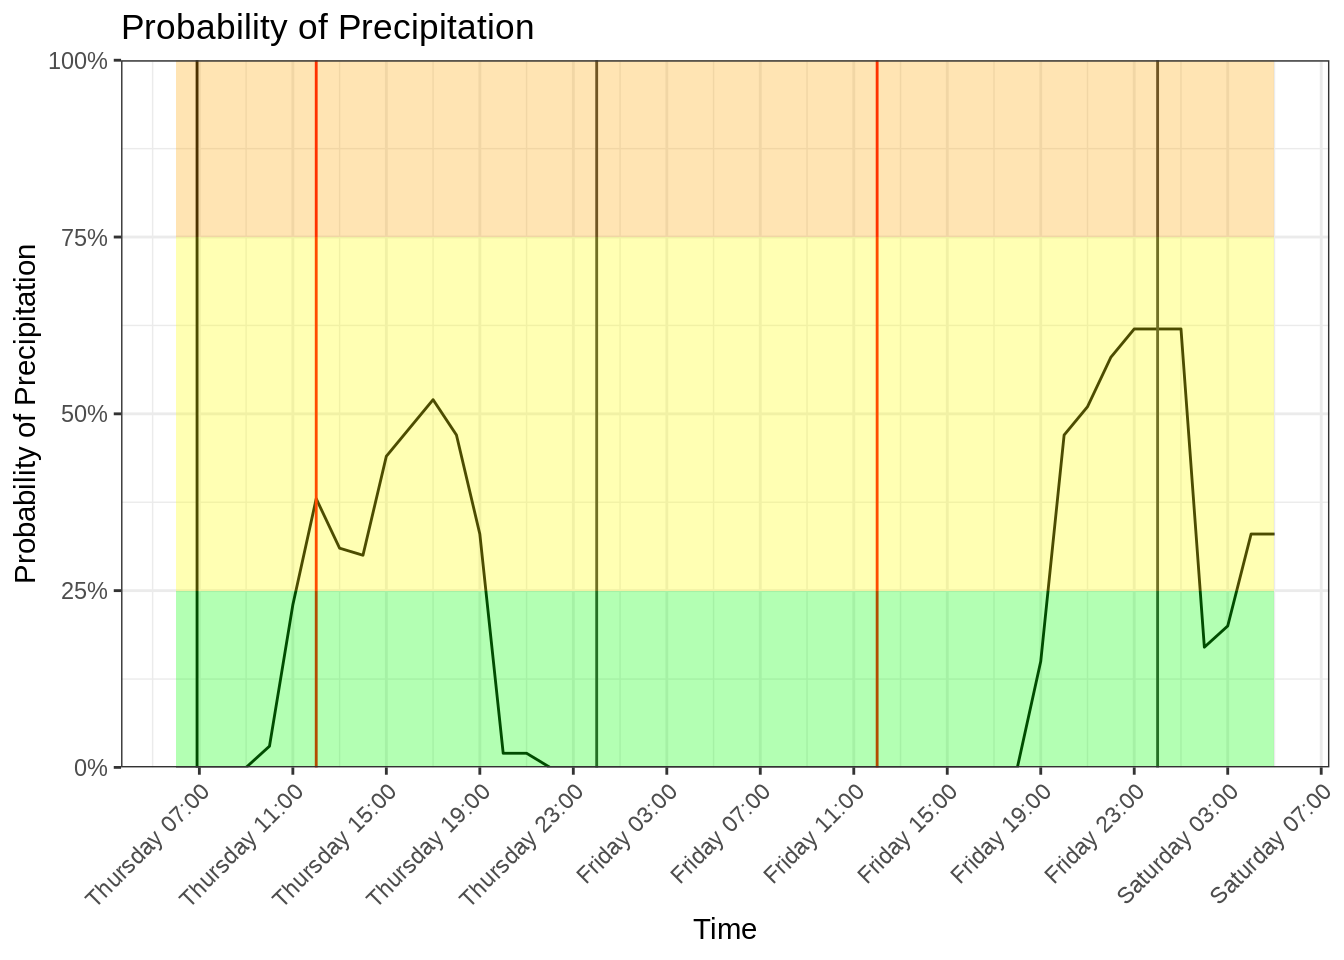 Probability of Precipitation
Probability of Precipitation
100%
75%
50%
25%
0%
Thursday 07:00
Thursday 11:00
Thursday 15:00
Thursday 19:00
Thursday 23:00
Friday 03:00
Friday 07:00
Friday 11:00
Friday 15:00
Friday 19:00
Friday 23:00
Saturday 03:00
Saturday 07:00
Time